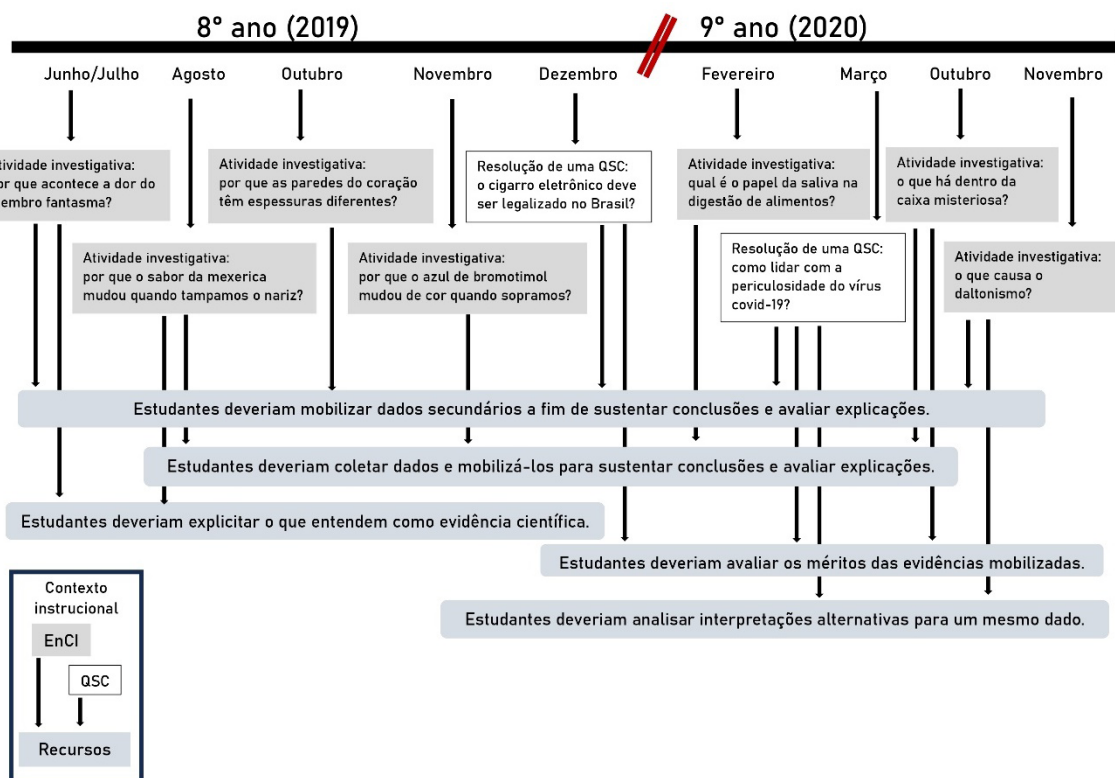 8° ano (2019)
9° ano (2020)
Junho/Julho
Agosto
Outubro
Novembro
Dezembro
Fevereiro
Março
Outubro
Novembro
tividade investigativa:
or que acontece a dor do
embro fantasma?
Atividade investigativa:
por que as paredes do coração
têm espessuras diferentes?
Resolução de uma QSC:
o cigarro eletrônico deve
ser legalizado no Brasil?
Atividade investigativa:
qual é o papel da saliva na
digestão de alimentos?
Atividade investigativa:
o que há dentro da
caixa misteriosa?
Atividade investigativa:
por que o sabor da mexerica
mudou quando tampamos o nariz?
Atividade investigativa:
por que o azul de bromotimol
mudou de cor quando sopramos?
Resolução de uma QSC:
como lidar com a
periculosidade do vírus
covid-19?
Atividade investigativa:
o que causa o
daltonismo?
Estudantes deveriam mobilizar dados secundários a fim de sustentar conclusões e avaliar explicações.
Estudantes deveriam coletar dados e mobilizá-los para sustentar conclusões e avaliar explicações.
Estudantes deveriam explicitar o que entendem como evidência científica.
Estudantes deveriam avaliar os méritos das evidências mobilizadas.
Estudantes deveriam analisar interpretações alternativas para um mesmo dado.
Contexto
instrucional
EnCI
QSC
Recursos